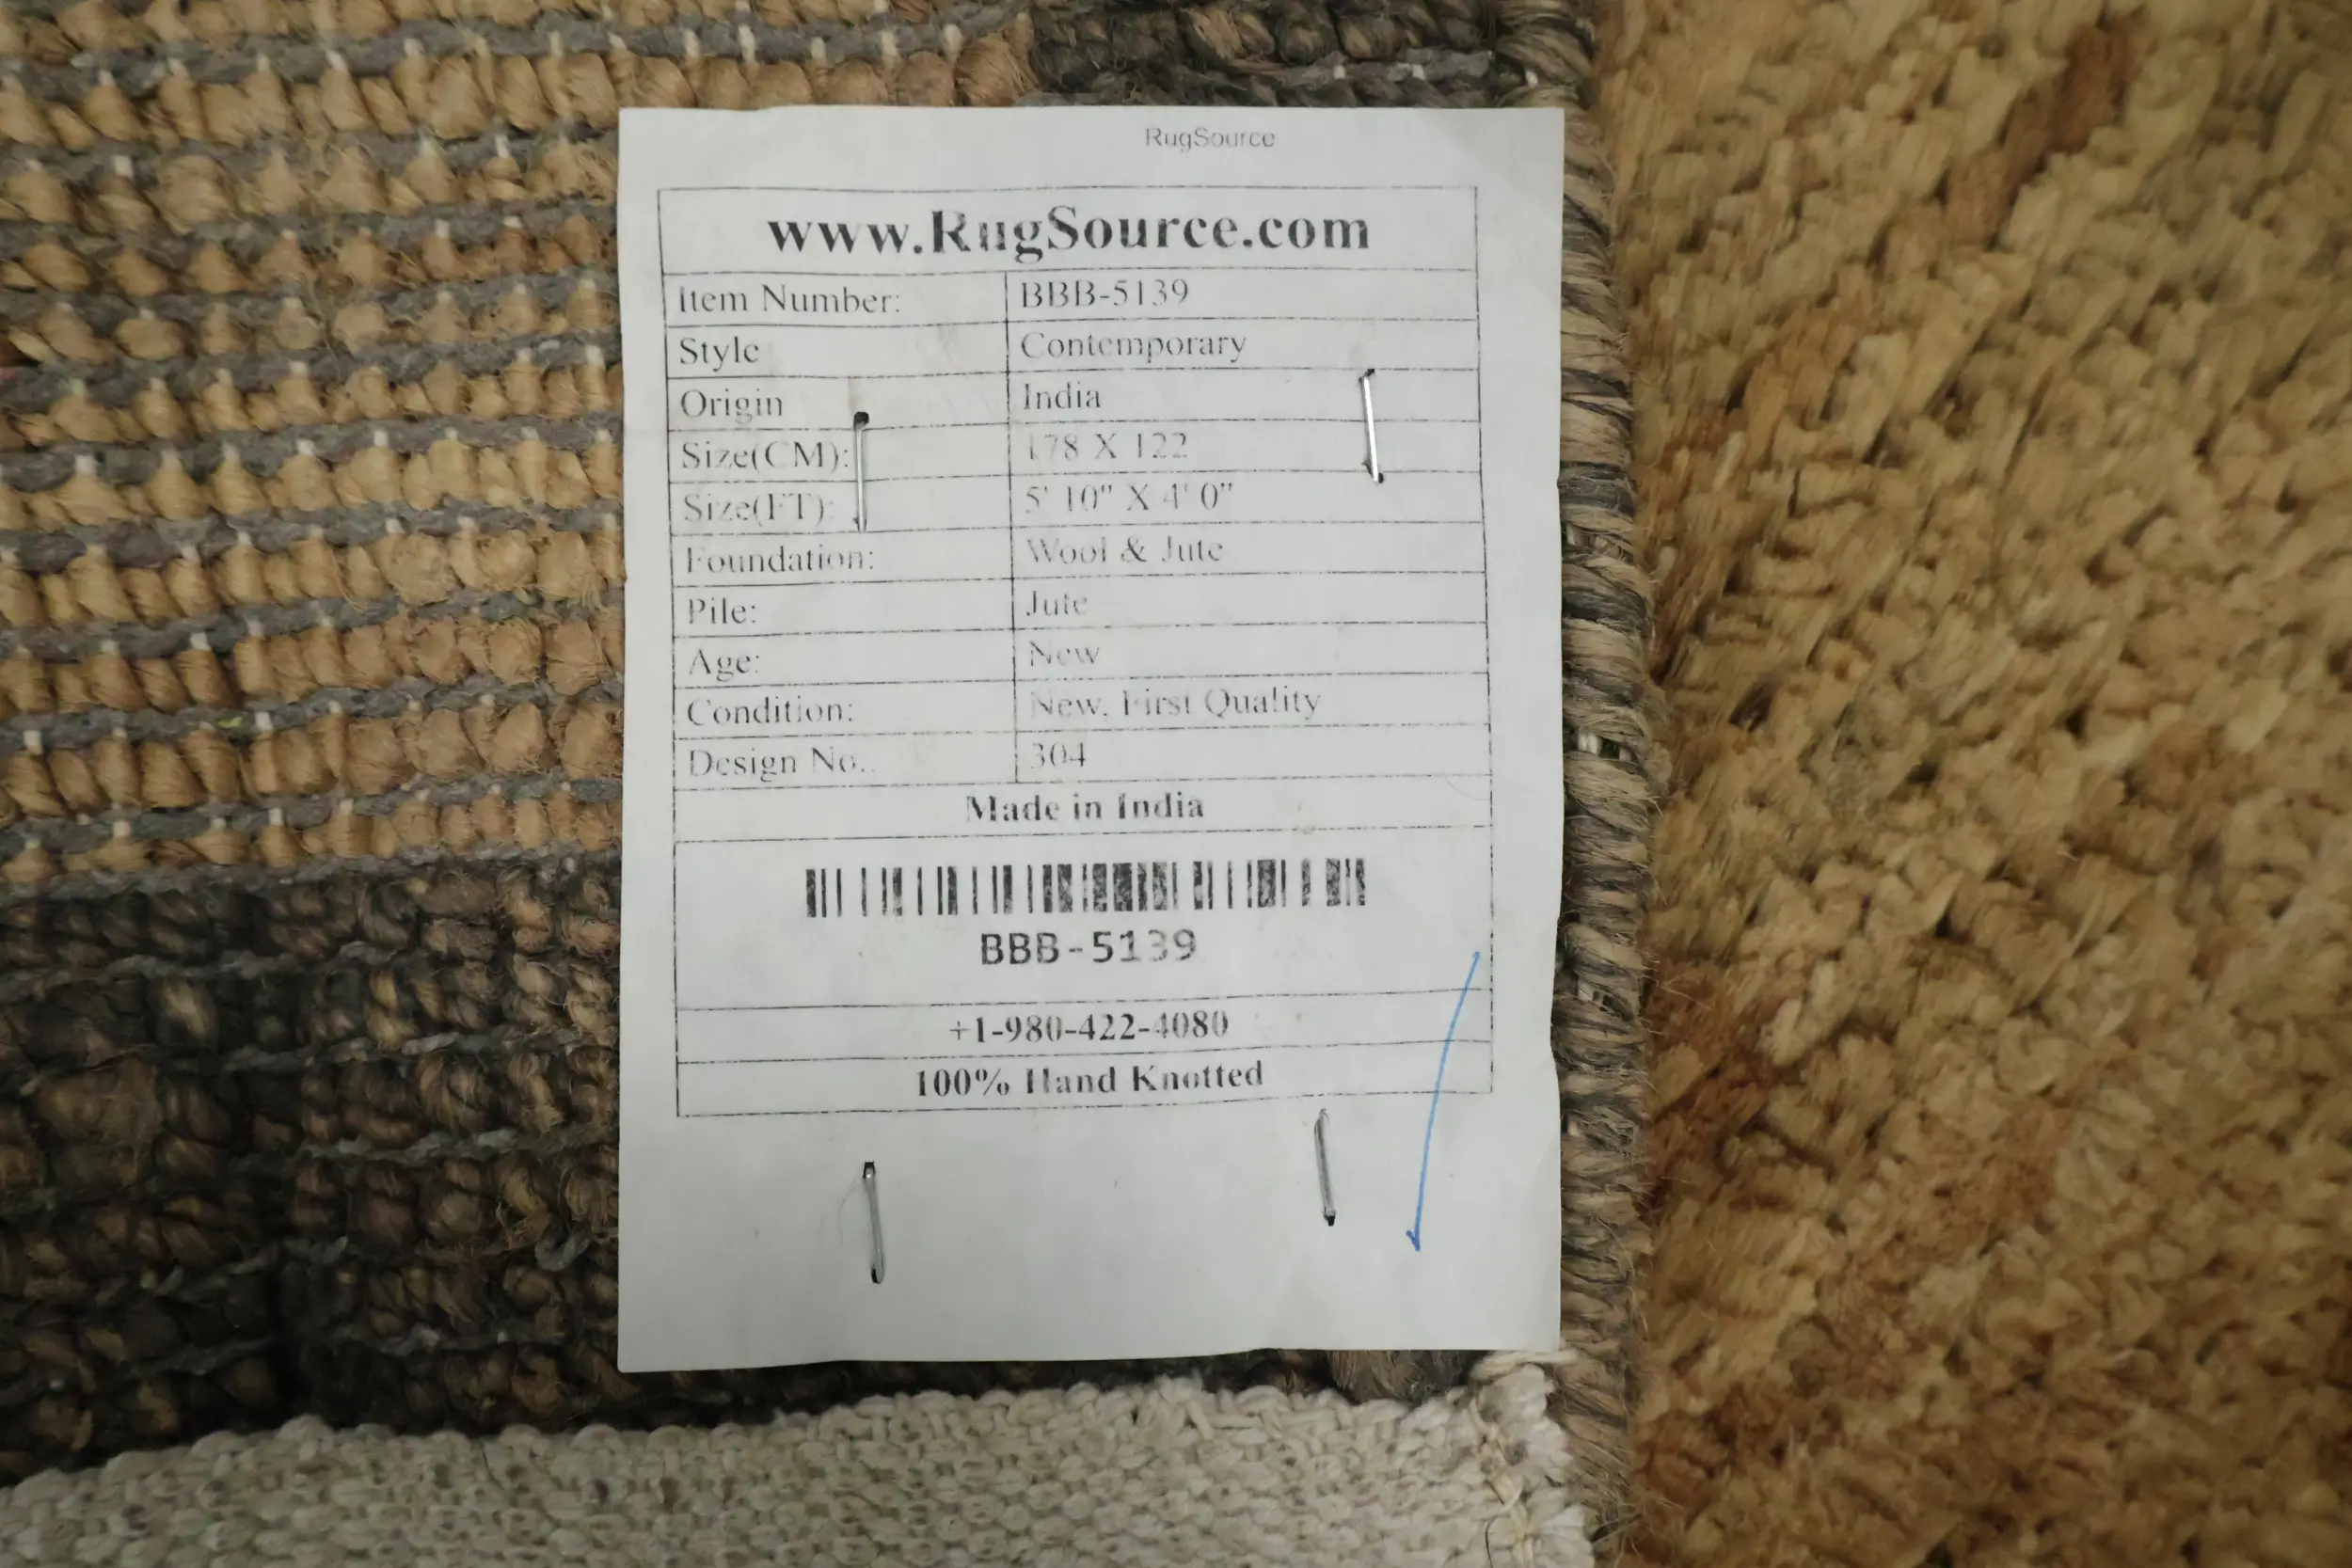 RugSource
www.RugSource.com
Item Number: BBB-5139
Style Contemporary
Origin India
Size(CM): 178 X 122
Size(FT): 5' 10" X 4' 0"
Foundation: Wool & Jute
Pile: Jute
Age: New
Condition: New, First Quality
Design No.: 304
Made in India
BBB-5139
+1-980-422-4080
100% Hand Knotted